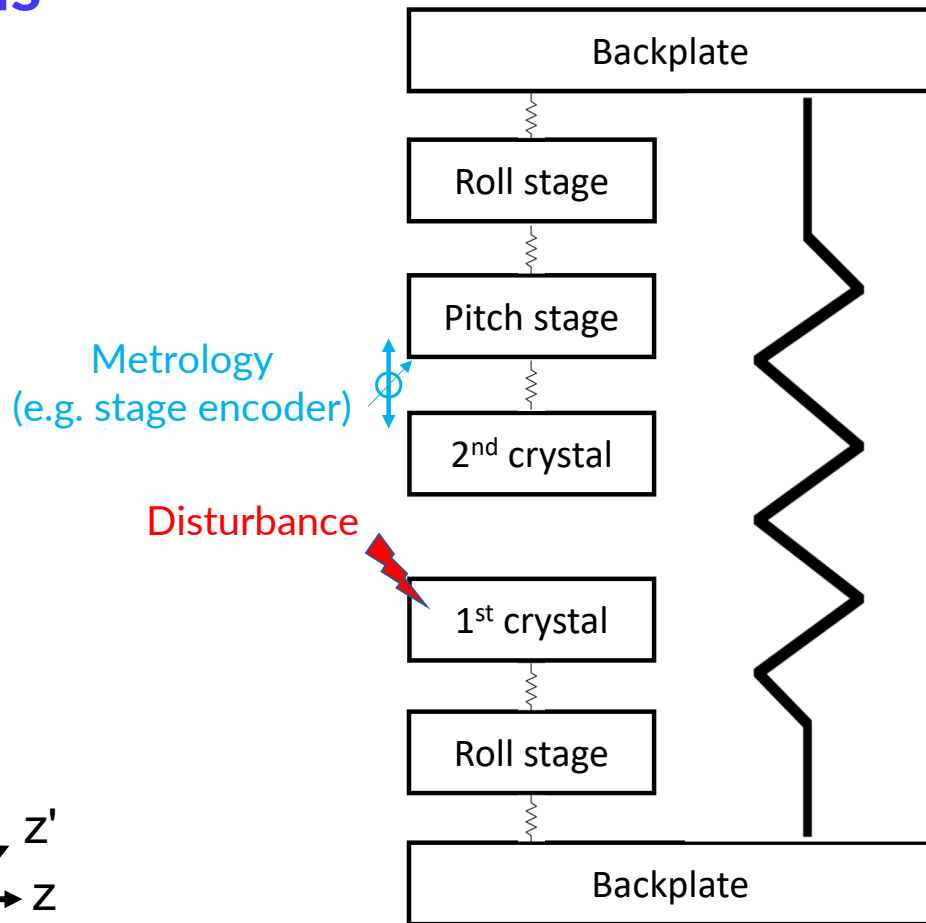 Backplate
Roll stage
Pitch stage
Metrology
(e.g. stage encoder)
2nd crystal
Disturbance
1st crystal
Roll stage
z'
z
Backplate